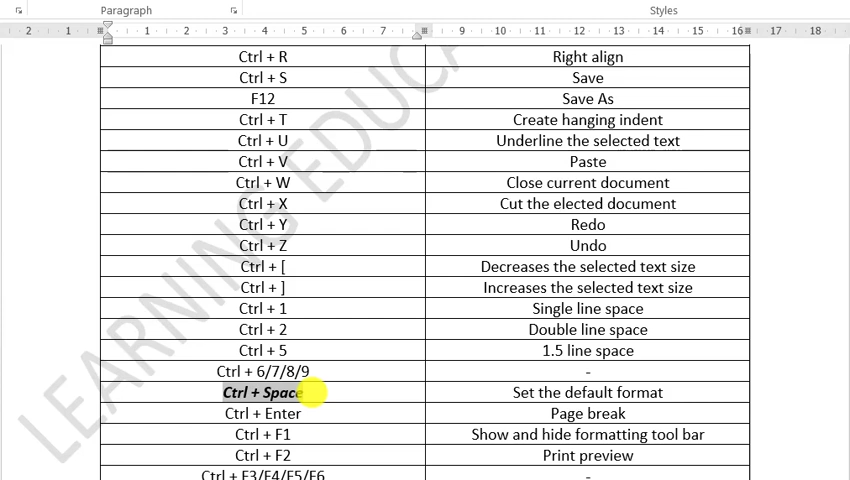 Paragraph
Styles
2 1 1 2 3 4 5 6 7 9 10 11 12 13 14 15 16 17 18
Ctrl + R Right align
Ctrl + S Save
F12 Save As
Ctrl + T Create hanging indent
Ctrl + U Underline the selected text
Ctrl + V Paste
Ctrl + W Close current document
Ctrl + X Cut the elected document
Ctrl + Y Redo
Ctrl + Z Undo
Ctrl + [ Decreases the selected text size
Ctrl + ] Increases the selected text size
Ctrl + 1 Single line space
Ctrl + 2 Double line space
Ctrl + 5 1.5 line space
Ctrl + 6/7/8/9 -
Ctrl + Space Set the default format
Ctrl + Enter Page break
Ctrl + F1 Show and hide formatting tool bar
Ctrl + F2 Print preview
Ctrl + F3/F4/F5/F6 -
LEARNING EDUCA